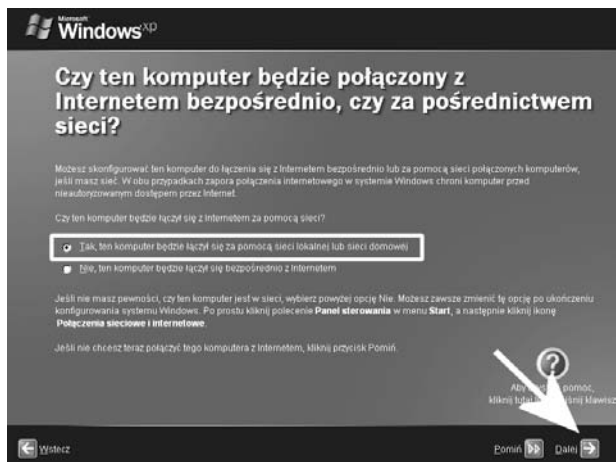 Microsoft
Windows xp
Czy ten komputer będzie połączony z
Internetem bezpośrednio, czy za pośrednictwem
sieci?
Możesz skonfigurować ten komputer do łączenia się z Internetem bezpośrednio lub za pomocą sieci połączonych komputerów,
jeśli masz sieć. W obu przypadkach zapora połączenia internetowego w systemie Windows chroni komputer przed
nieautoryzowanym dostępem przez Internet.
Czy ten komputer będzie łączył się z Internetem za pomocą sieci?
Tak, ten komputer będzie łączył się za pomocą sieci lokalnej lub sieci domowej
Nie, ten komputer będzie łączył się bezpośrednio z Internetem
Jeśli nie masz pewności, czy ten komputer jest w sieci, wybierz powyżej opcję Nie. Możesz zawsze zmienić tę opcję po ukończeniu
konfigurowania systemu Windows. Po prostu kliknij polecenie Panel sterowania w menu Start, a następnie kliknij ikonę
Połączenia sieciowe i internetowe.
Jeśli nie chcesz teraz połączyć tego komputera z Internetem, kliknij przycisk Pomiń.
Aby pomoc,
kliknij tutaj klawisz
Wstecz
Pomiń
Dalej